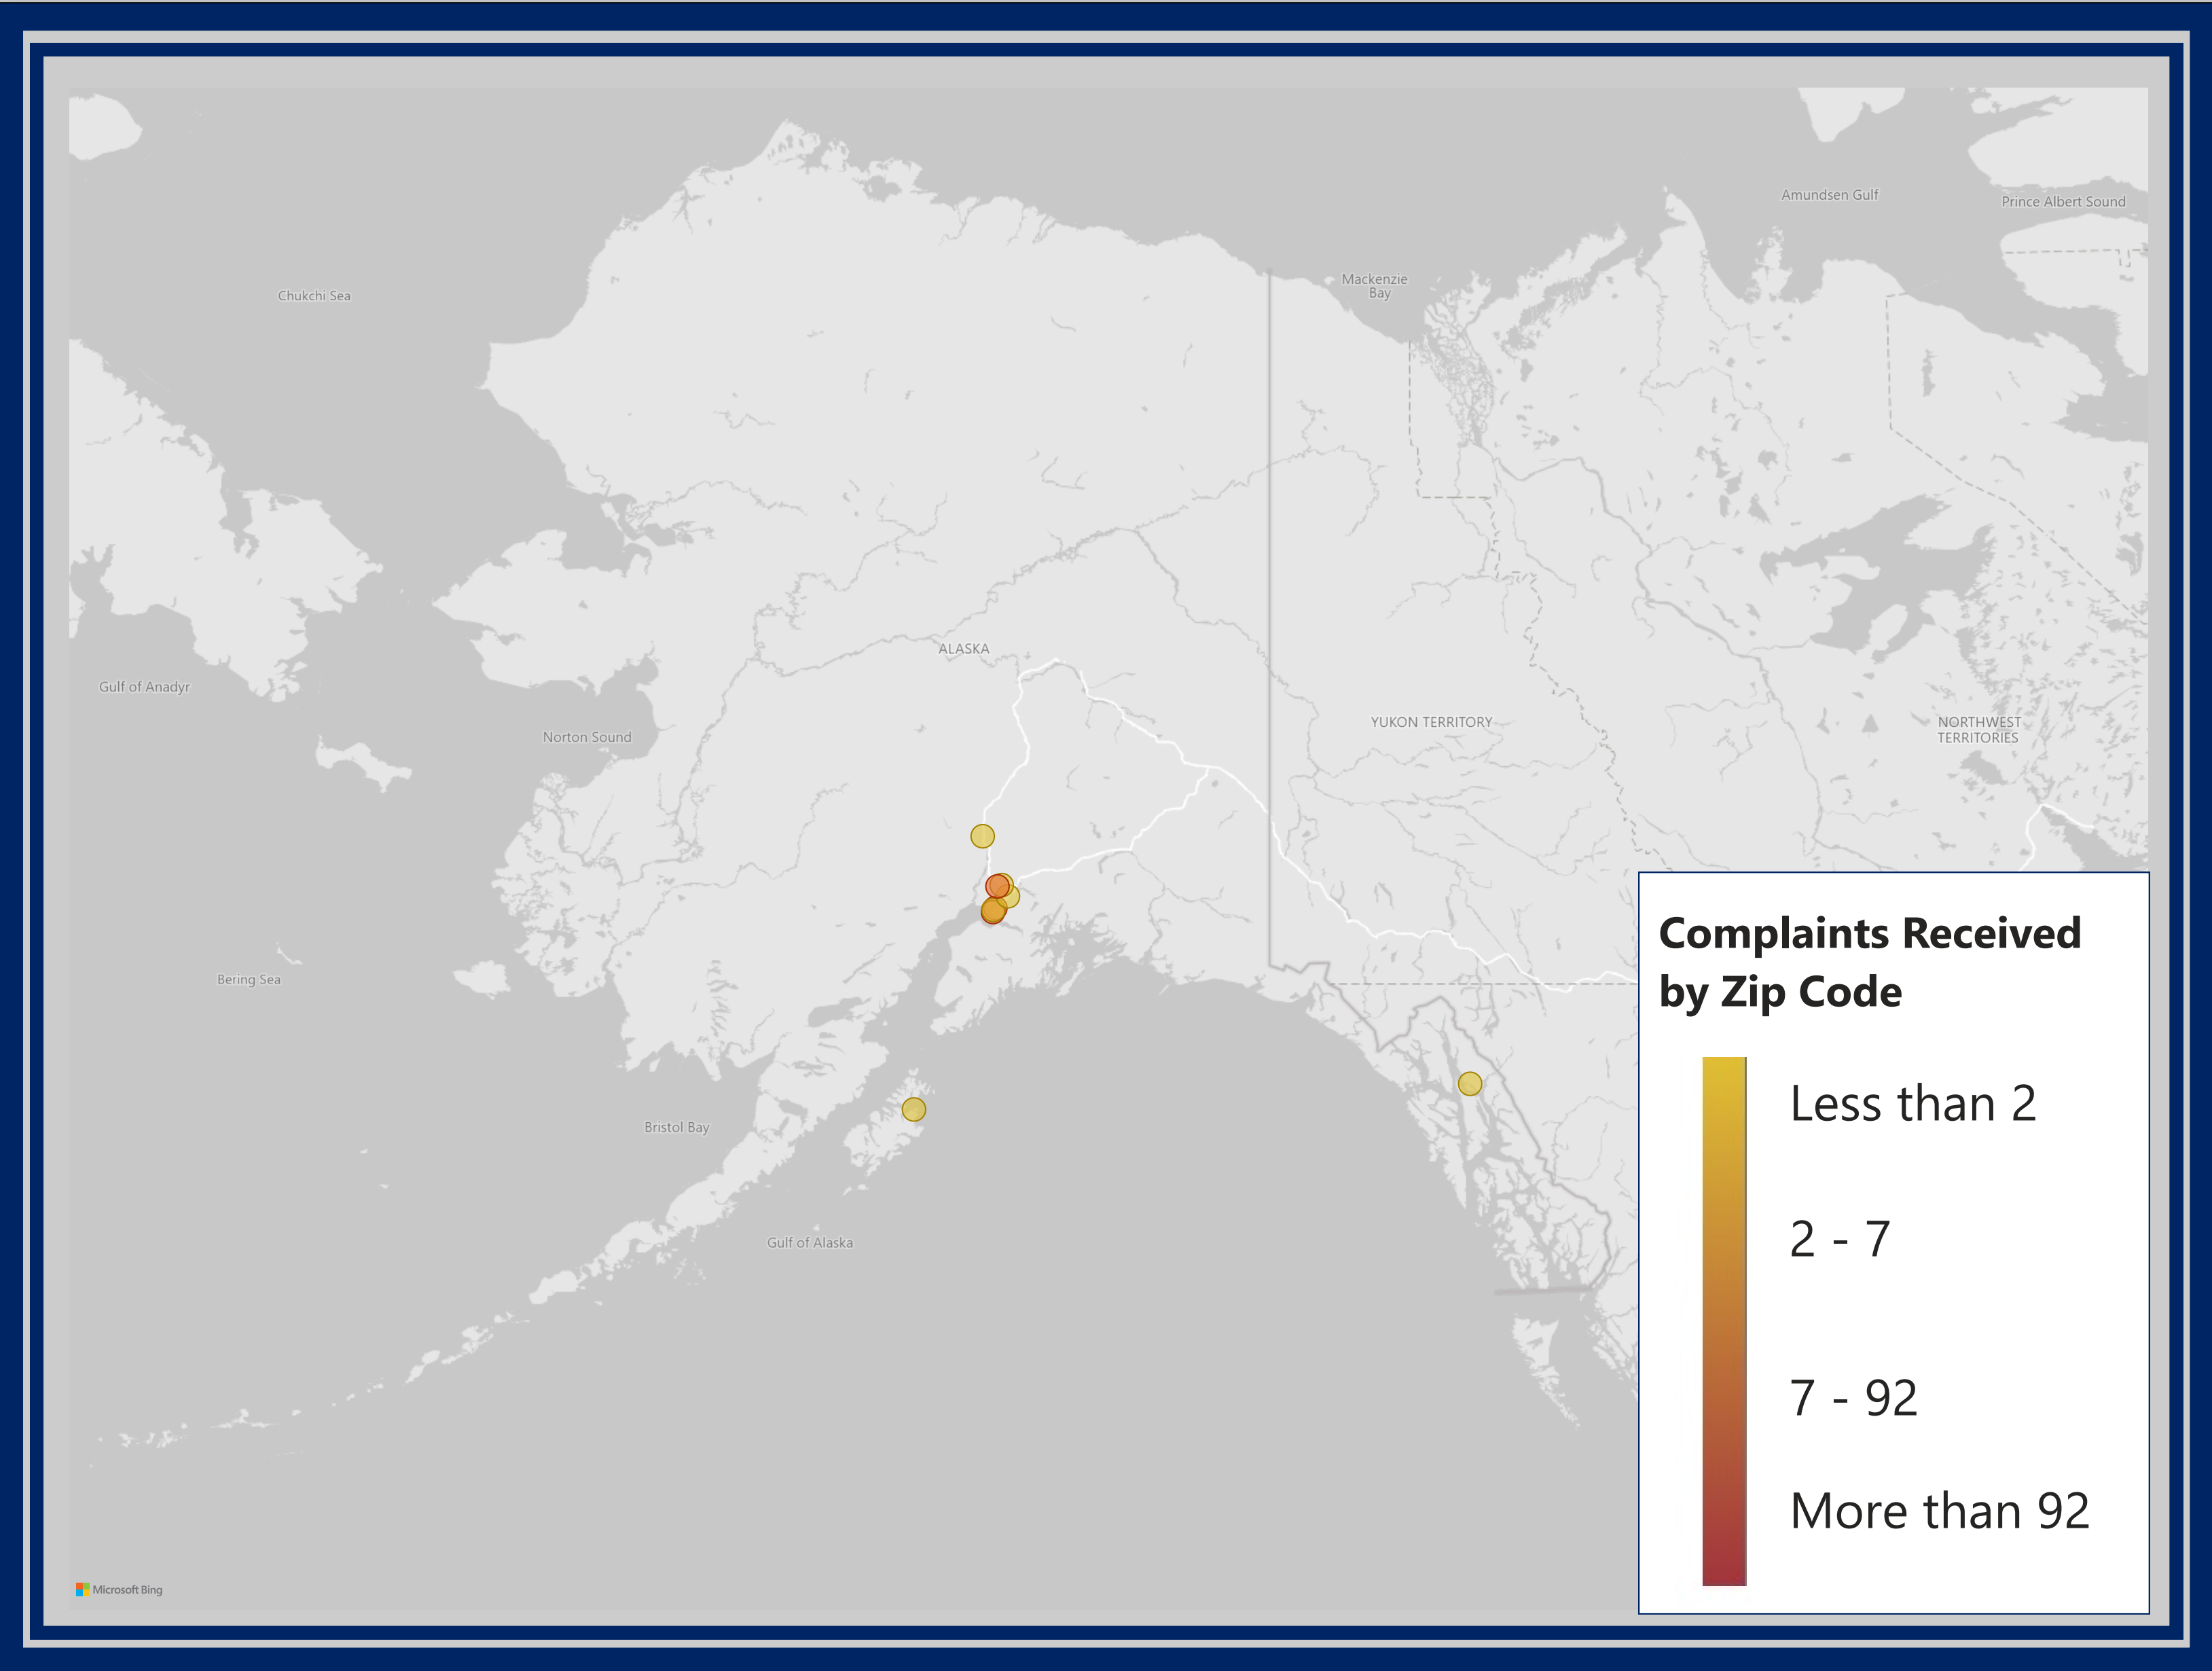 Amundsen Gulf
Prince Albert Sound
Mackenzie
Bay
Chukchi Sea
ALASKA
Gulf of Anadyr
YUKON TERRITORY
NORTHWEST
TERRITORIES
Norton Sound
Bering Sea
Bristol Bay
Gulf of Alaska
Complaints Received
by Zip Code
Less than 2
2 - 7
7 - 92
More than 92
Microsoft Bing